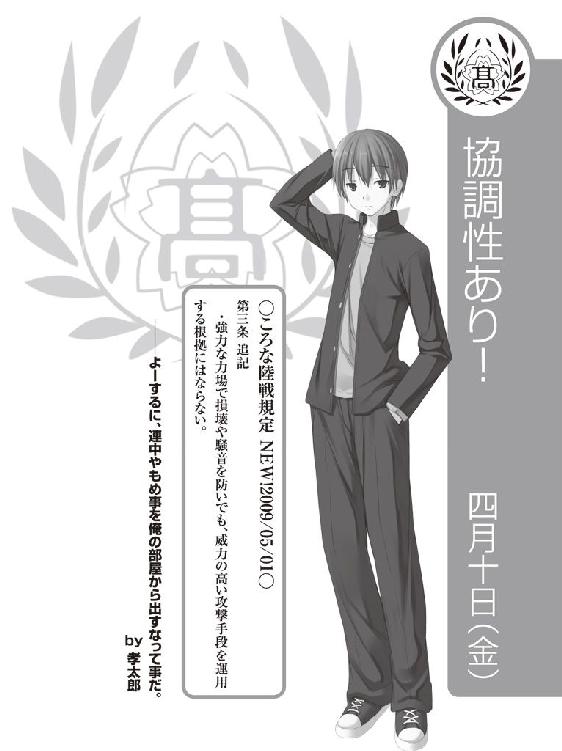 高
協調性あり!
四月十日(金)
○ころな陸戦規定 NEW!2009/05/01○
第三条 追記
・強力な力場で損壊や騒音を防いでも、威力の高い攻撃手段を運用
する根拠にはならない。
よーするに、連中やもめ事を俺の部屋から出すなって事だ。
by 孝太郎
髙